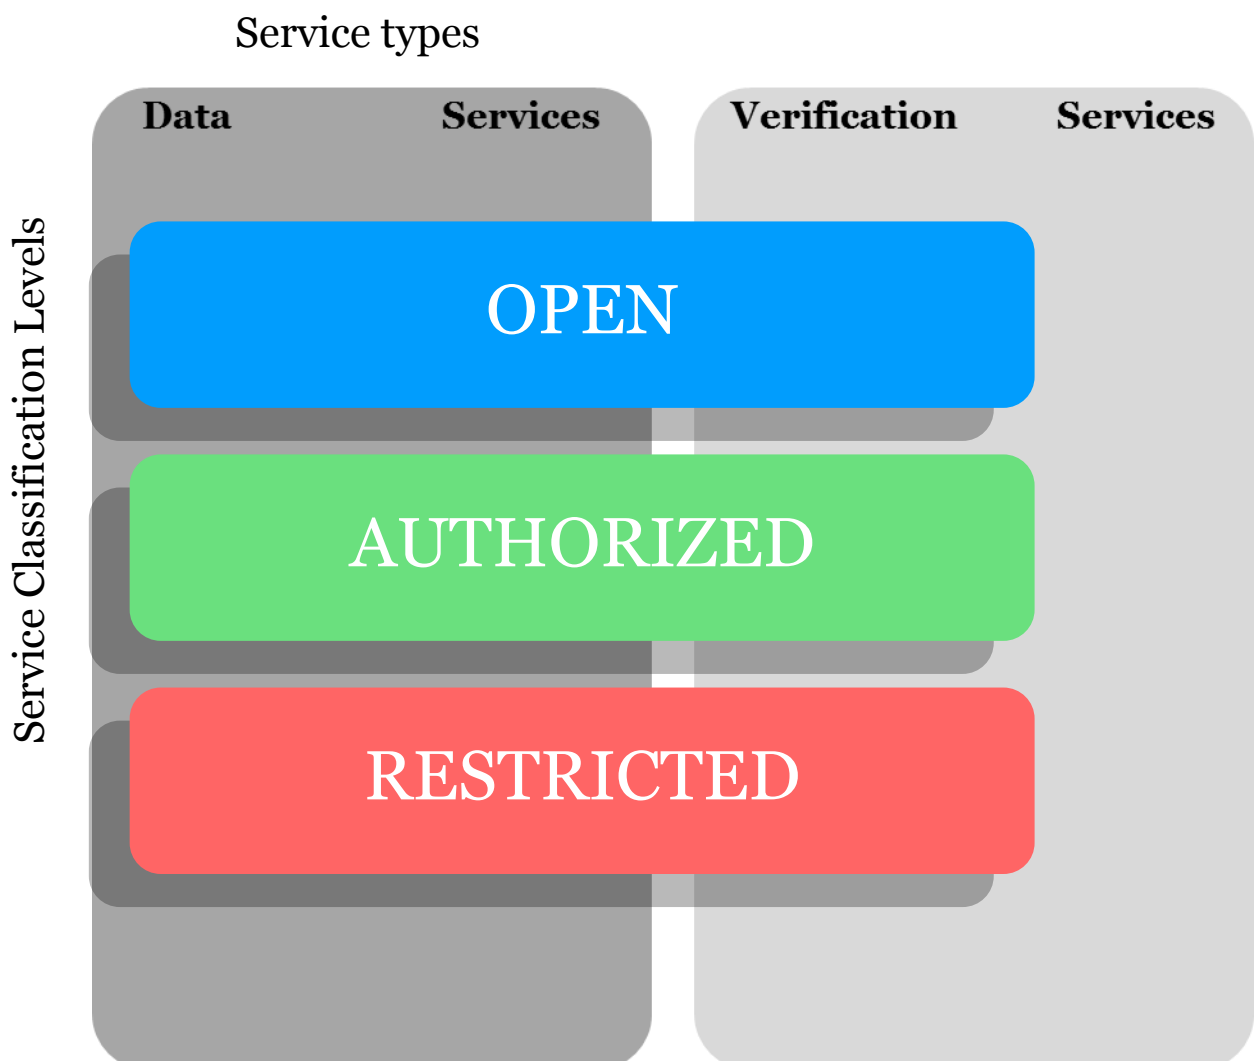 Service types
Data Services
Verification Services
Service Classification Levels
OPEN
AUTHORIZED
RESTRICTED